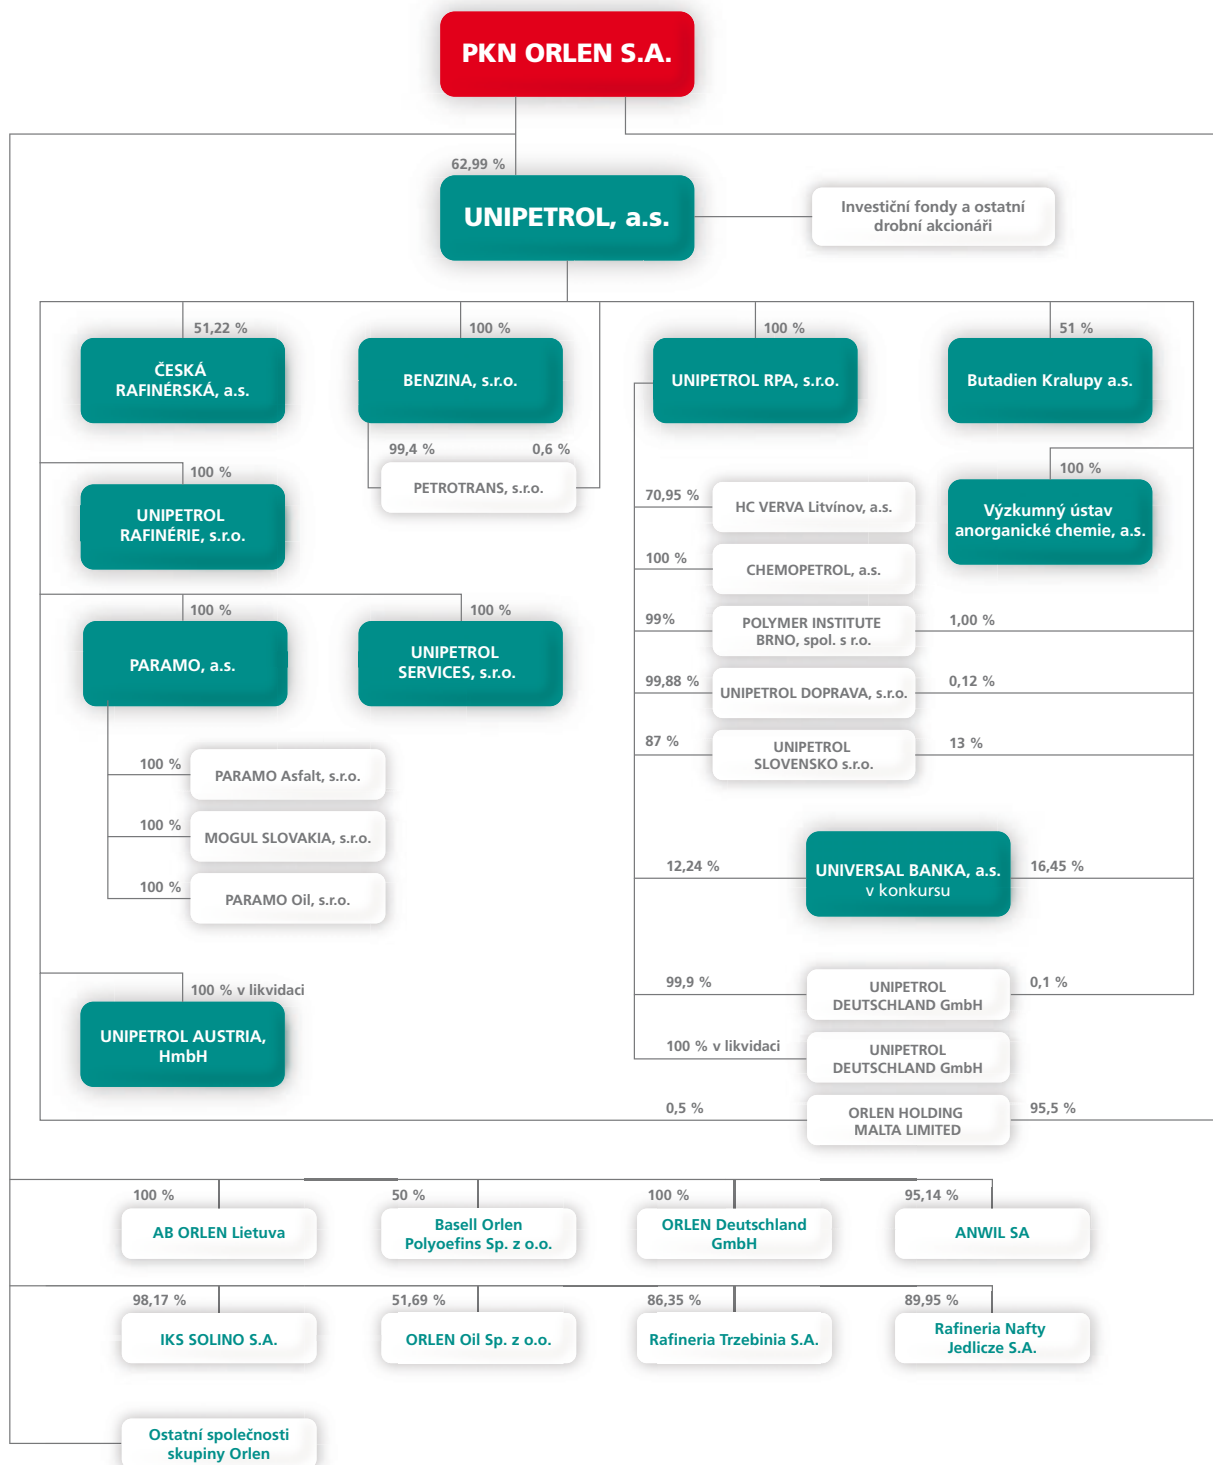 PKN ORLEN S.A.
62,99 %
UNIPETROL, a.s.
Investiční fondy a ostatní
drobní akcionáři
51,22 %
100 %
100 %
51 %
ČESKÁ
RAFINÉRSKÁ, a.s.
BENZINA, s.r.o.
UNIPETROL RPA, s.r.o.
Butadien Kralupy a.s.
99,4 %
0,6 %
PETROTRANS, s.r.o.
100 %
UNIPETROL
RAFINÉRIE, s.r.o.
100 %
Výzkumný ústav
anorganické chemie, a.s.
70,95 %
HC VERVA Litvínov, a.s.
100 %
CHEMOPETROL, a.s.
99%
POLYMER INSTITUTE
BRNO, spol. s r.o.
1,00 %
99,88 %
UNIPETROL DOPRAVA, s.r.o.
0,12 %
87 %
UNIPETROL
SLOVENSKO s.r.o.
13 %
100 %
PARAMO, a.s.
100 %
UNIPETROL
SERVICES, s.r.o.
100 %
PARAMO Asfalt, s.r.o.
100 %
MOGUL SLOVAKIA, s.r.o.
100 %
PARAMO Oil, s.r.o.
12,24 %
UNIVERSAL BANKA, a.s.
v konkursu
16,45 %
100 % v likvidaci
UNIPETROL AUSTRIA,
HmbH
99,9 %
UNIPETROL
DEUTSCHLAND GmbH
0,1 %
100 % v likvidaci
UNIPETROL
DEUTSCHLAND GmbH
0,5 %
ORLEN HOLDING
MALTA LIMITED
95,5 %
100 %
AB ORLEN Lietuva
50 %
Basell Orlen
Polyoefins Sp. z o.o.
100 %
ORLEN Deutschland
GmbH
95,14 %
ANWIL SA
98,17 %
IKS SOLINO S.A.
51,69 %
ORLEN Oil Sp. z o.o.
86,35 %
Rafineria Trzebinia S.A.
89,95 %
Rafineria Nafty
Jedlicze S.A.
Ostatní společnosti
skupiny Orlen